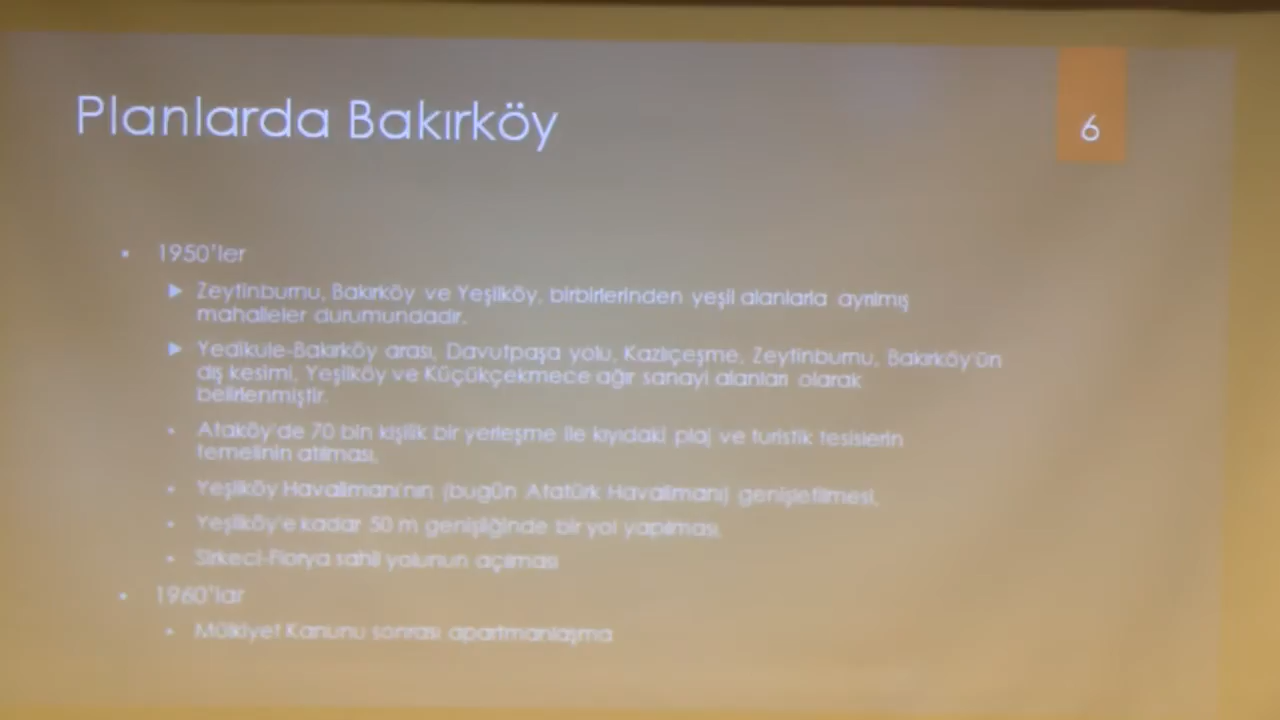 Planlarda Bakırköy
6
▪ 1950'ler
► Zeytinburnu, Bakırköy ve Yeşilköy, birbirlerinden yeşil alanlarla ayrılmış
mahalleler durumundadır.
► Yedikule-Bakırköy arası, Davutpaşa yolu, Kazlıçeşme, Zeytinburnu, Bakırköy'ün
dış kesimi, Yeşilköy ve Küçükçekmece ağır sanayi alanları olarak
belirlenmiştir.
▪ Ataköy'de 70 bin kişilik bir yerleşme ile kıyıdaki plaj ve turistik tesislerin
temelinin atılması,
▪ Yeşilköy Havalimanı'nın (bugün Atatürk Havalimanı) genişletilmesi,
▪ Yeşilköy'e kadar 50 m genişliğinde bir yol yapılması,
▪ Sirkeci-Florya sahil yolunun açılması
▪ 1960'lar
▪ Mülkiyet Kanunu sonrası apartmanlaşma